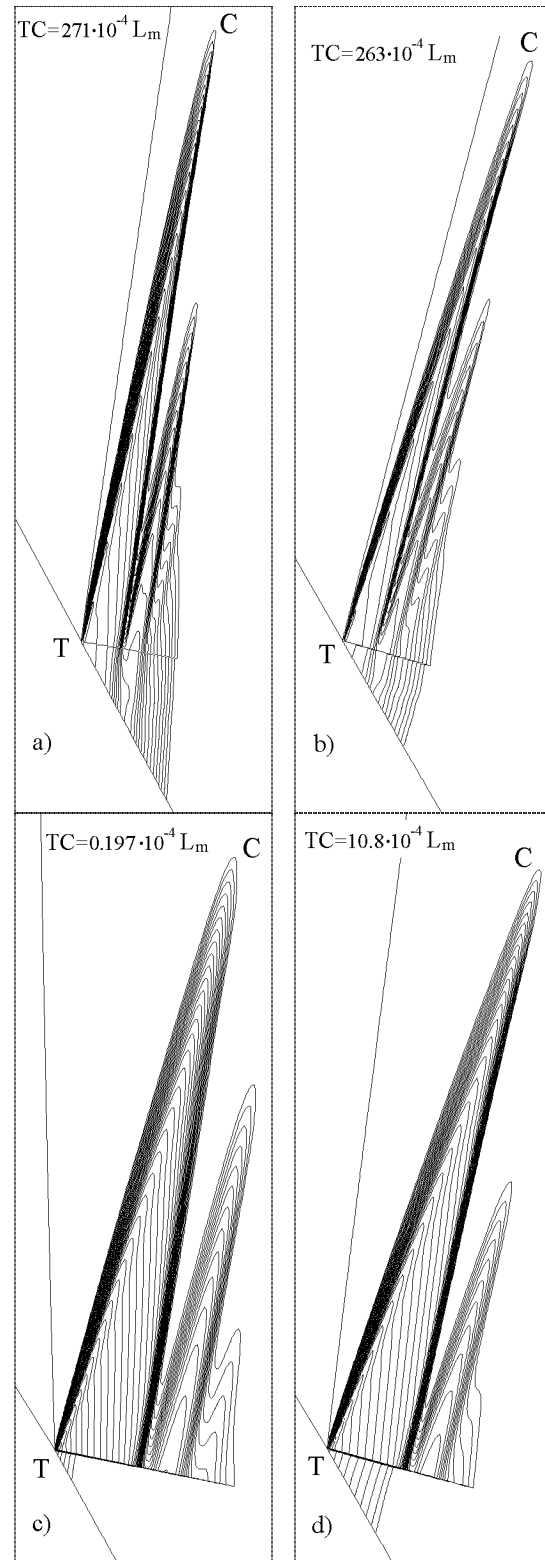 TC=271·10⁻⁴ Lₘ
C
T
a)
TC=263·10⁻⁴ Lₘ
C
T
b)
TC=0.197·10⁻⁴ Lₘ
C
T
c)
TC=10.8·10⁻⁴ Lₘ
C
T
d)